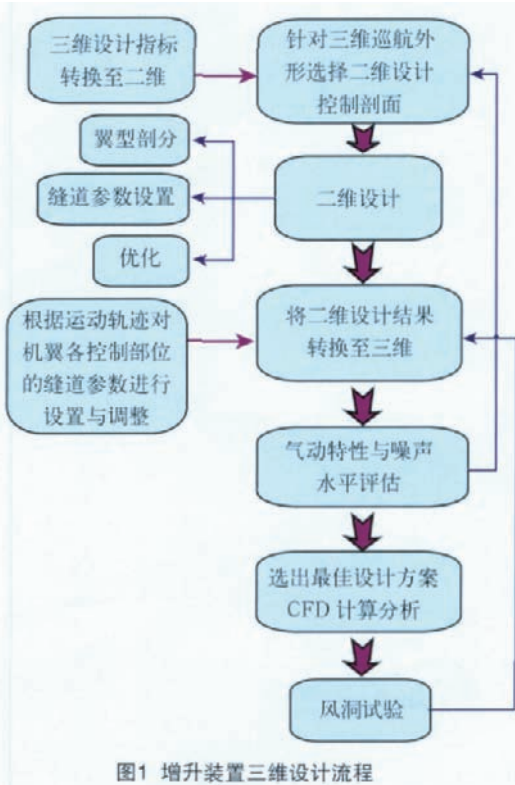 三维设计指标
转换至二维
针对三维巡航外
形选择二维设计
控制剖面
翼型剖分
缝道参数设置
优化
二维设计
根据运动轨迹对
机翼各控制部位
的缝道参数进行
设置与调整
将二维设计结果
转换至三维
气动特性与噪声
水平评估
选出最佳设计方案
CFD 计算分析
风洞试验
图1 增升装置三维设计流程